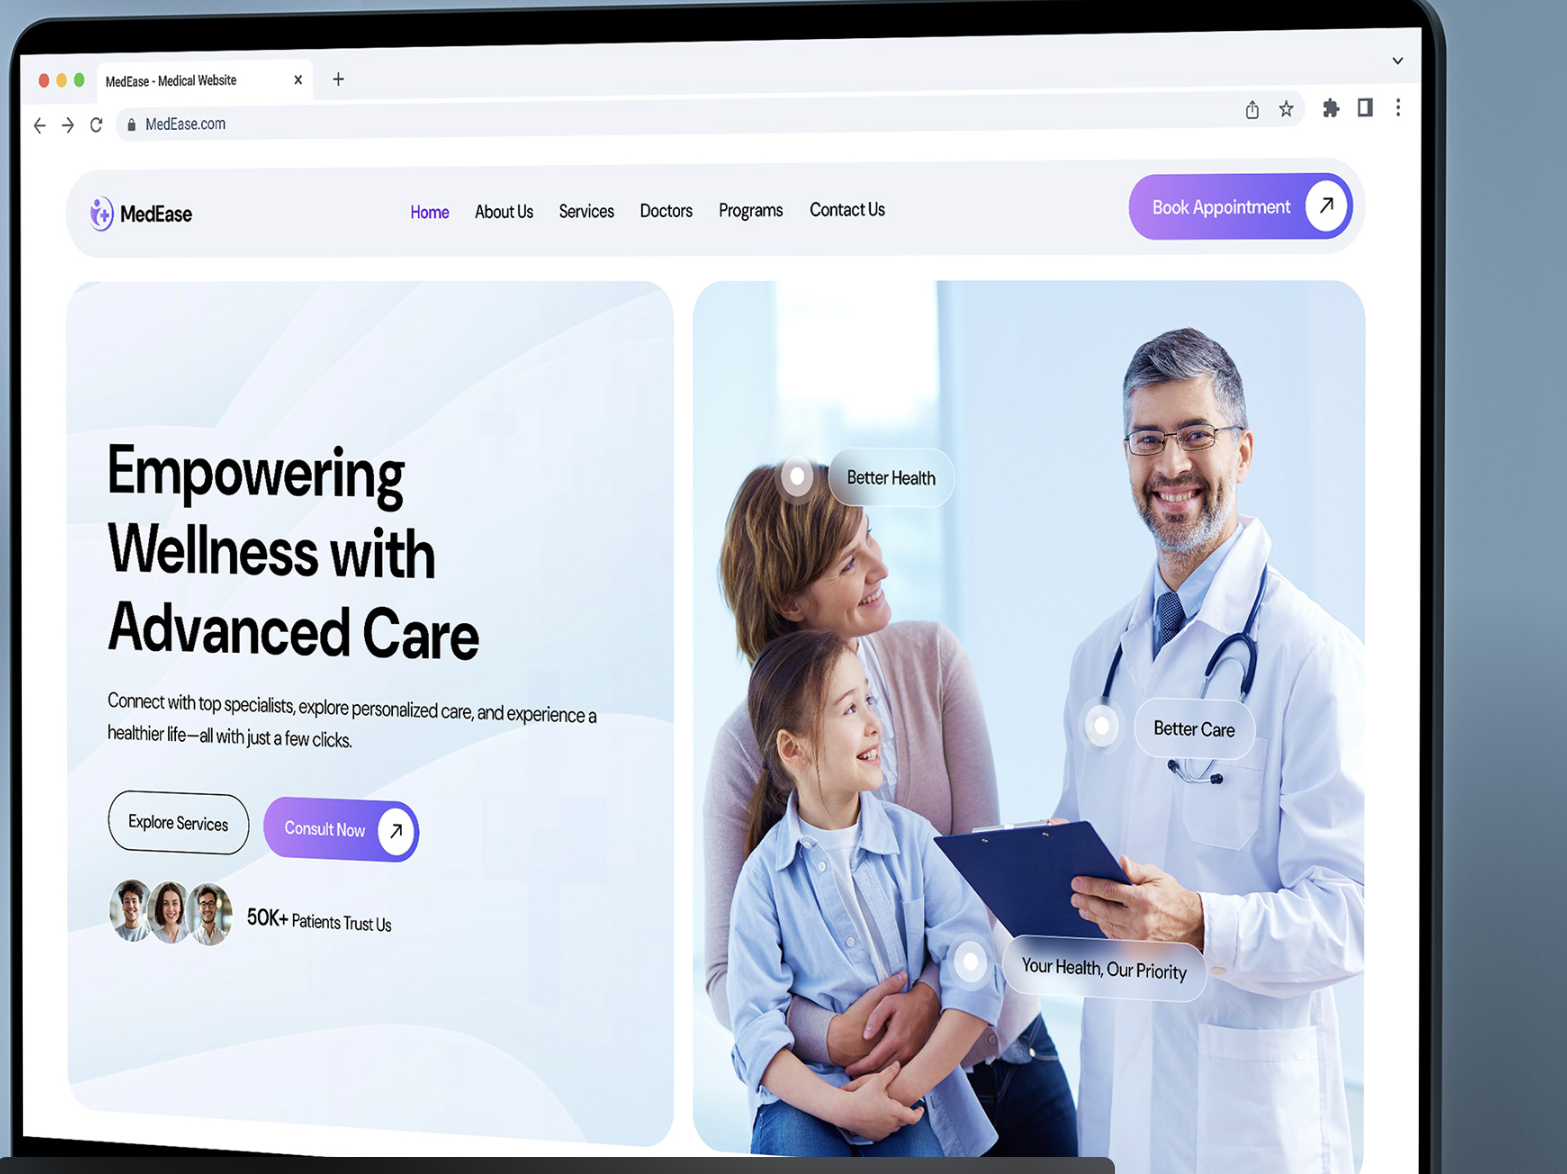 MedEase - Medical Website
MedEase.com
MedEase
Home
About Us
Services
Doctors
Programs
Contact Us
Book Appointment
Empowering
Wellness with
Advanced Care
Connect with top specialists, explore personalized care, and experience a
healthier life—all with just a few clicks.
Explore Services
Consult Now
50K+ Patients Trust Us
Better Health
Better Care
Your Health, Our Priority